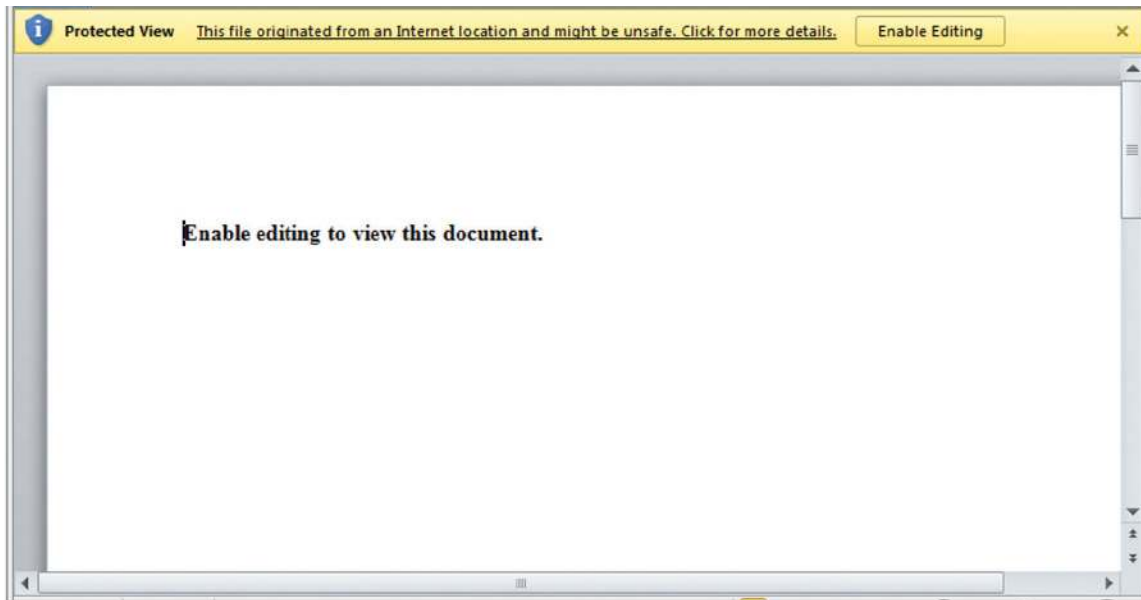 Protected View This file originated from an Internet location and might be unsafe. Click for more details. Enable Editing
Enable editing to view this document.